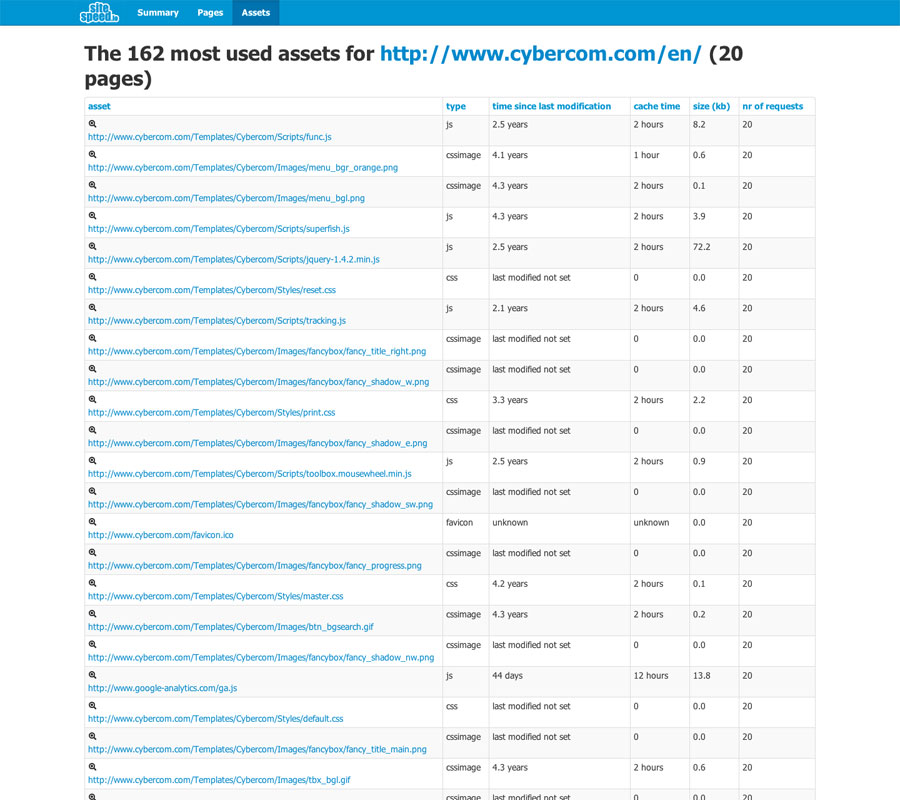 site speed.io Summary Pages Assets
The 162 most used assets for http://www.cybercom.com/en/ (20
pages)
asset type time since last modification cache time size (kb) nr of requests
js 2.5 years 2 hours 8.2 20
http://www.cybercom.com/Templates/Cybercom/Scripts/func.js
cssimage 4.1 years 1 hour 0.6 20
http://www.cybercom.com/Templates/Cybercom/Images/menu_bgr_orange.png
cssimage 4.3 years 2 hours 0.1 20
http://www.cybercom.com/Templates/Cybercom/Images/menu_bgl.png
js 4.3 years 2 hours 3.9 20
http://www.cybercom.com/Templates/Cybercom/Scripts/superfish.js
js 2.5 years 2 hours 72.2 20
http://www.cybercom.com/Templates/Cybercom/Scripts/jquery-1.4.2.min.js
css last modified not set 0 0.0 20
http://www.cybercom.com/Templates/Cybercom/Styles/reset.css
js 2.1 years 2 hours 4.6 20
http://www.cybercom.com/Templates/Cybercom/Scripts/tracking.js
cssimage last modified not set 0 0.0 20
http://www.cybercom.com/Templates/Cybercom/Images/fancybox/fancy_title_right.png
cssimage last modified not set 0 0.0 20
http://www.cybercom.com/Templates/Cybercom/Images/fancybox/fancy_shadow_w.png
css 3.3 years 2 hours 2.2 20
http://www.cybercom.com/Templates/Cybercom/Styles/print.css
cssimage last modified not set 0 0.0 20
http://www.cybercom.com/Templates/Cybercom/Images/fancybox/fancy_shadow_e.png
js 2.5 years 2 hours 0.9 20
http://www.cybercom.com/Templates/Cybercom/Scripts/toolbox.mousewheel.min.js
cssimage last modified not set 0 0.0 20
http://www.cybercom.com/Templates/Cybercom/Images/fancybox/fancy_shadow_sw.png
favicon unknown unknown 0.0 20
http://www.cybercom.com/favicon.ico
cssimage last modified not set 0 0.0 20
http://www.cybercom.com/Templates/Cybercom/Images/fancybox/fancy_progress.png
css 4.2 years 2 hours 0.1 20
http://www.cybercom.com/Templates/Cybercom/Styles/master.css
cssimage 4.3 years 2 hours 0.2 20
http://www.cybercom.com/Templates/Cybercom/Images/btn_bgsearch.gif
cssimage last modified not set 0 0.0 20
http://www.cybercom.com/Templates/Cybercom/Images/fancybox/fancy_shadow_nw.png
js 44 days 12 hours 13.8 20
http://www.google-analytics.com/ga.js
css last modified not set 0 0.0 20
http://www.cybercom.com/Templates/Cybercom/Styles/default.css
cssimage last modified not set 0 0.0 20
http://www.cybercom.com/Templates/Cybercom/Images/fancybox/fancy_title_main.png
cssimage 4.3 years 2 hours 0.6 20
http://www.cybercom.com/Templates/Cybercom/Images/tbx_bgl.gif
cssimage last modified not set 0 0.0 20